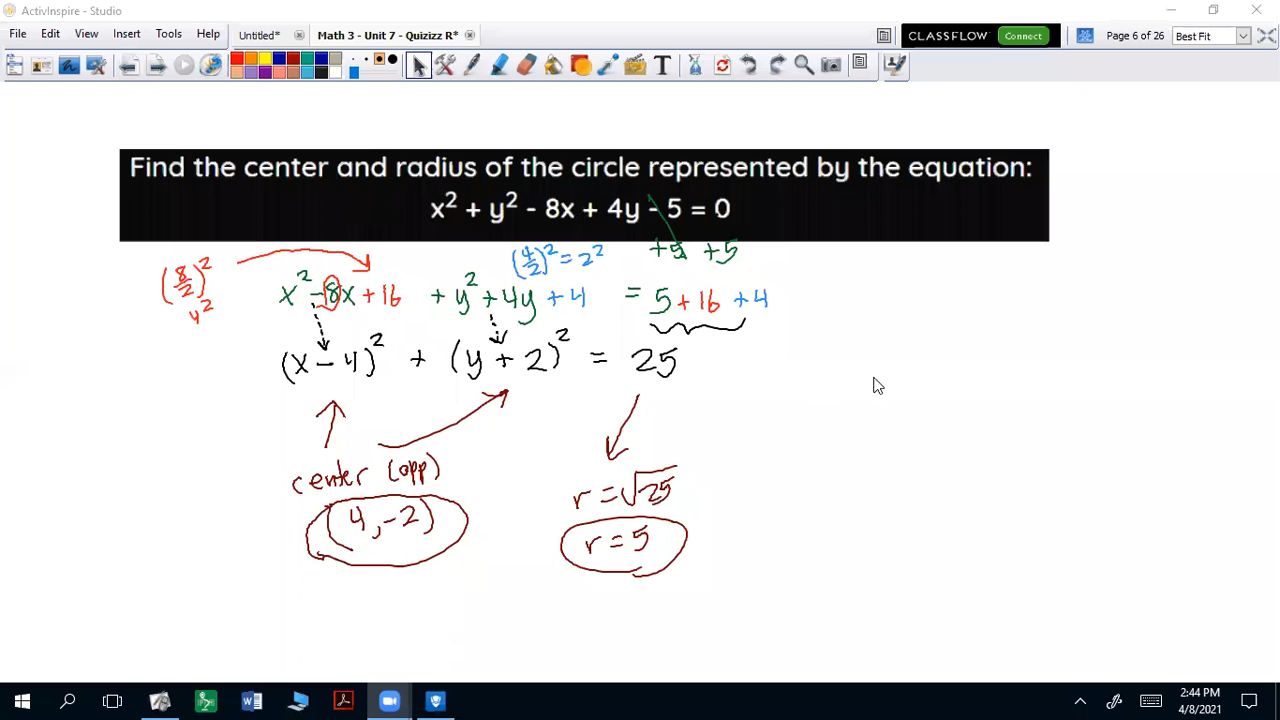 ActivInspire - Studio
File Edit View Insert Tools Help Untitled* Math 3 - Unit 7 - Quizizz R* CLASSFLOW Connect Page 6 of 26 Best Fit
Find the center and radius of the circle represented by the equation:
x² + y² - 8x + 4y - 5 = 0
+5 +5
(8/2)² (4/2)² = 2²
4²
x² - 8x + 16 + y² + 4y + 4 = 5 + 16 + 4
(x - 4)² + (y + 2)² = 25
center (opp)
(4, -2)
r = √25
r = 5
2:44 PM
4/8/2021